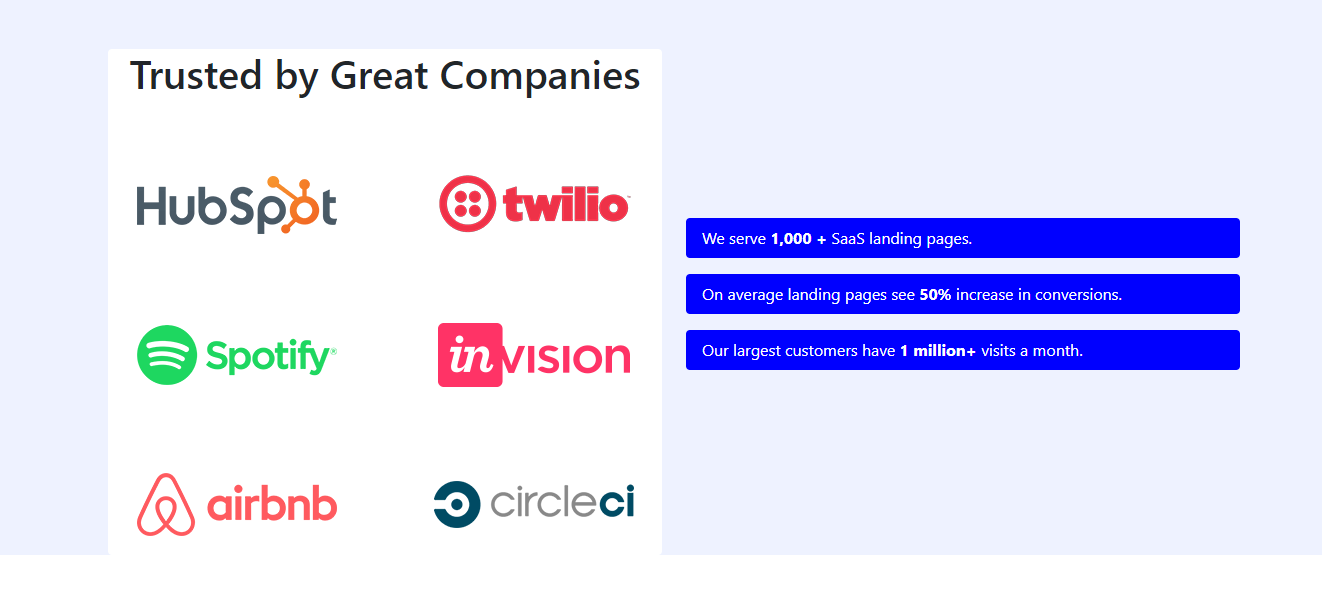 Trusted by Great Companies
HubSpot
twilio™
Spotify®
inVISION
airbnb
circleci
We serve 1,000 + SaaS landing pages.
On average landing pages see 50% increase in conversions.
Our largest customers have 1 million+ visits a month.